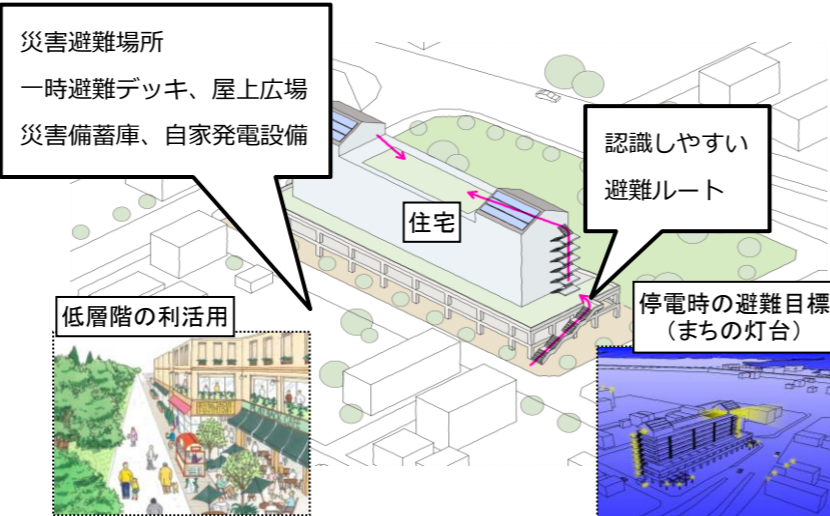 災害避難場所
一時避難デッキ、屋上広場
災害備蓄庫、自家発電設備
認識しやすい
避難ルート
住宅
低層階の利活用
停電時の避難目標
（まちの灯台）